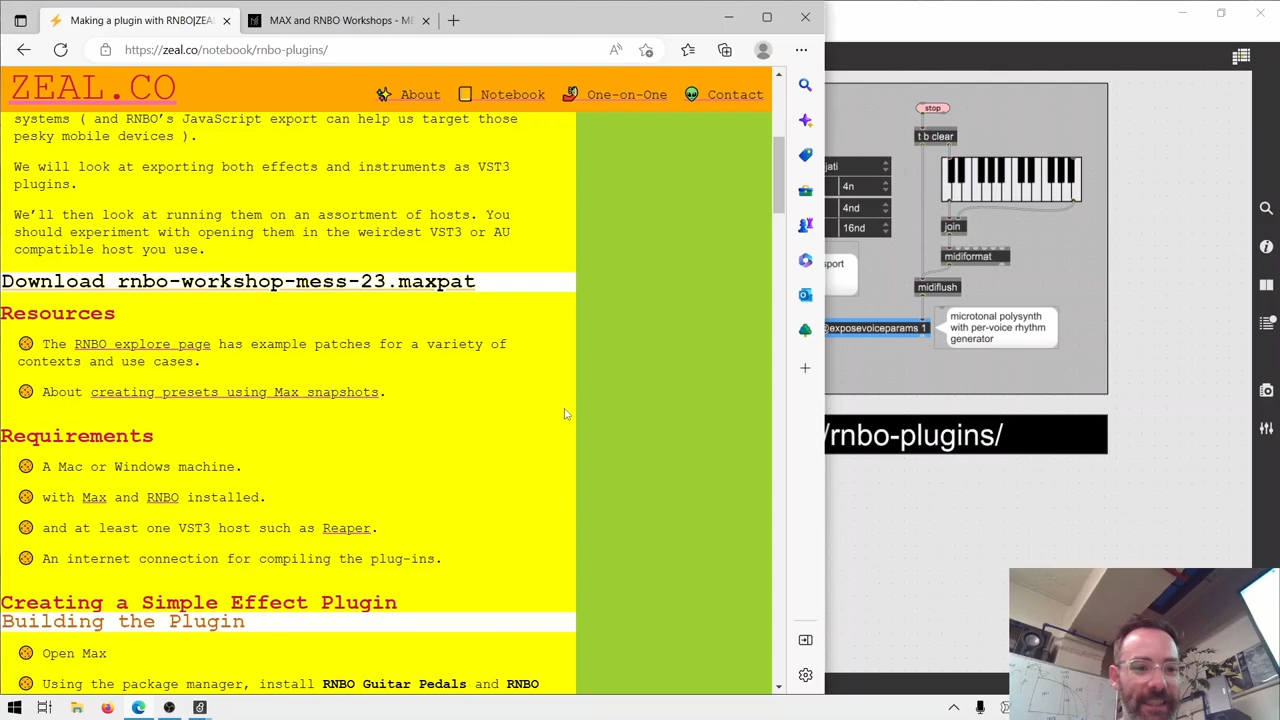 Making a plugin with RNBO|ZEAL
MAX and RNBO Workshops - ME
https://zeal.co/notebook/rnbo-plugins/
ZEAL.CO
About
Notebook
One-on-One
Contact
systems ( and RNBO's JavaScript export can help us target those
pesky mobile devices ).
We will look at exporting both effects and instruments as VST3
plugins.
We'll then look at running them on an assortment of hosts. You
should experiment with opening them in the weirdest VST3 or AU
compatible host you use.
Download rnbo-workshop-mess-23.maxpat
Resources
The RNBO explore page has example patches for a variety of
contexts and use cases.
About creating presets using Max snapshots.
Requirements
A Mac or Windows machine.
with Max and RNBO installed.
and at least one VST3 host such as Reaper.
An internet connection for compiling the plug-ins.
Creating a Simple Effect Plugin
Building the Plugin
Open Max
Using the package manager, install RNBO Guitar Pedals and RNBO
stop
t b clear
jati
4n
4nd
16nd
join
midiformat
port
midiflush
@exposevoiceparams 1
microtonal polysynth
with per-voice rhythm
generator
/rnbo-plugins/